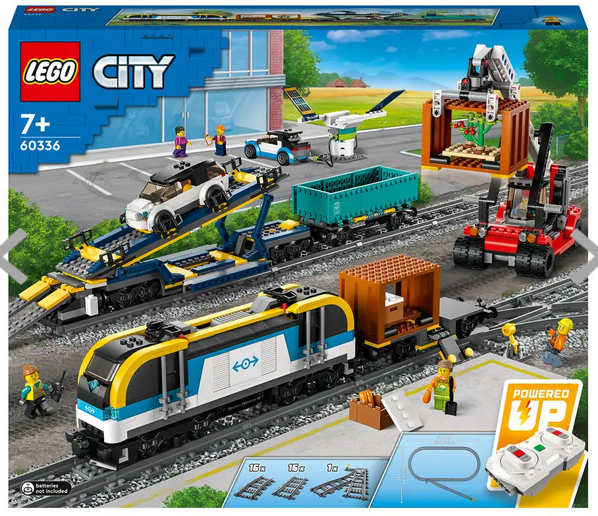 LEGO
CITY
7+
60336
POWERED
UP
16x
16x
1x
batteries
not included